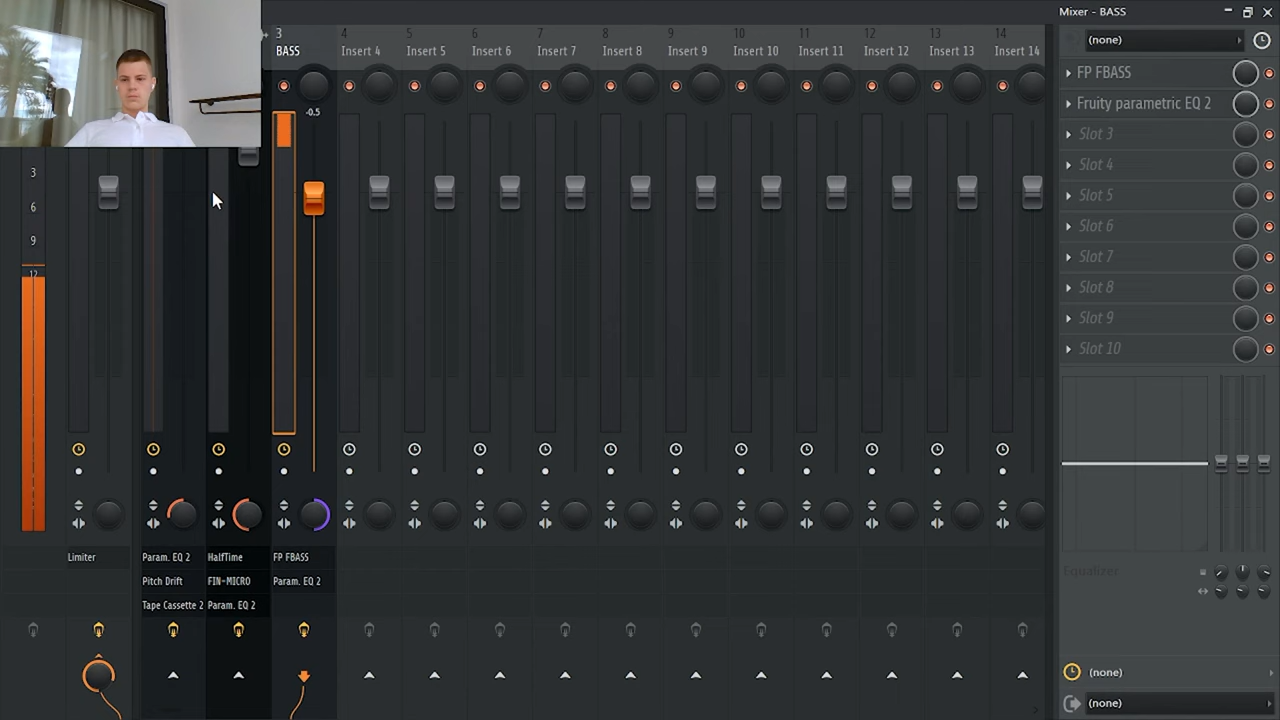 Mixer - BASS
3 4 5 6 7 8 9 10 11 12 13 14
BASS Insert 4 Insert 5 Insert 6 Insert 7 Insert 8 Insert 9 Insert 10 Insert 11 Insert 12 Insert 13 Insert 14
(none)
FP FBASS
Fruity parametric EQ 2
Slot 3
Slot 4
Slot 5
Slot 6
Slot 7
Slot 8
Slot 9
Slot 10
-0.5
3
6
9
12
Limiter Param. EQ 2 HalfTime FP FBASS
Pitch Drift FIN-MICRO Param. EQ 2
Tape Cassette 2 Param. EQ 2
Equalizer
(none)
(none)